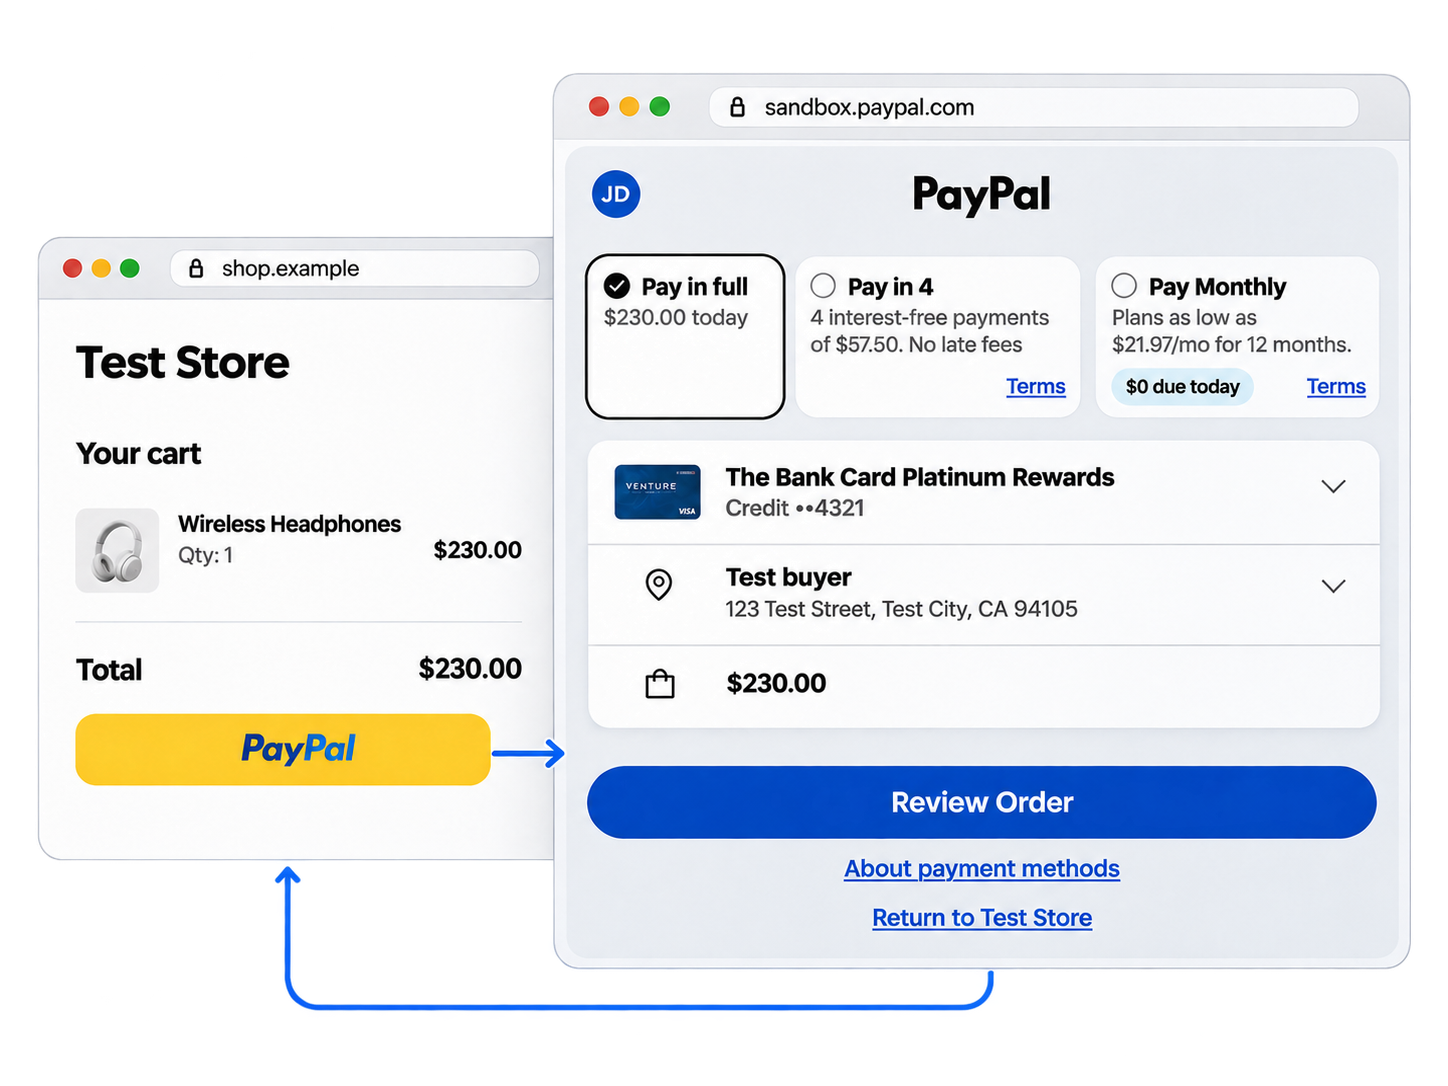 shop.example
Test Store
Your cart
Wireless Headphones
Qty: 1
$230.00
Total
$230.00
PayPal
sandbox.paypal.com
JD
PayPal
Pay in full
$230.00 today
Pay in 4
4 interest-free payments
of $57.50. No late fees
Terms
Pay Monthly
Plans as low as
$21.97/mo for 12 months.
$0 due today
Terms
VENTURE
VISA
The Bank Card Platinum Rewards
Credit ••4321
Test buyer
123 Test Street, Test City, CA 94105
$230.00
Review Order
About payment methods
Return to Test Store